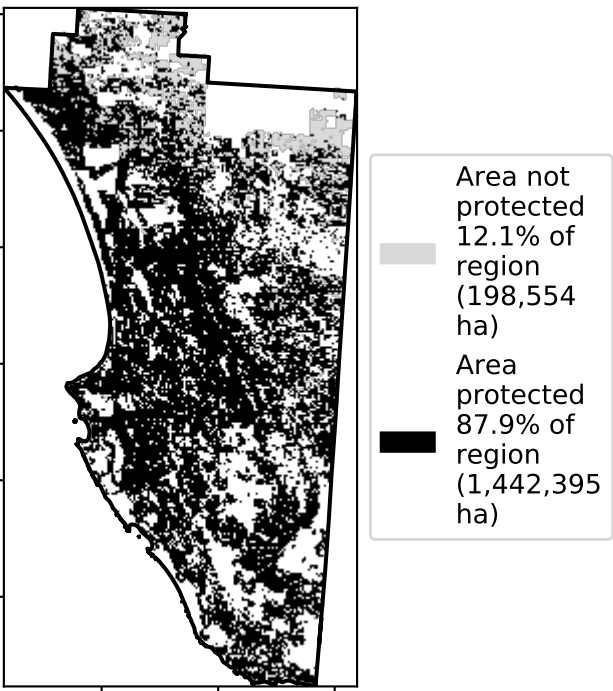 Area not
protected
12.1% of
region
(198,554
ha)
Area
protected
87.9% of
region
(1,442,395
ha)